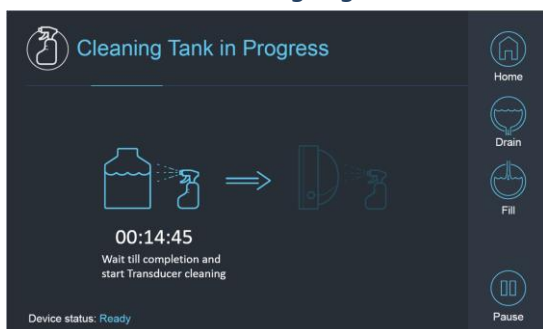 Cleaning Tank in Progress
Home
Drain
Fill
00:14:45
Wait till completion and
start Transducer cleaning
Device status: Ready
Pause